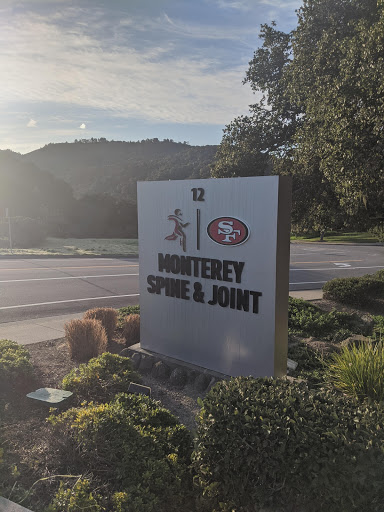 12
SF
MONTEREY
SPINE & JOINT